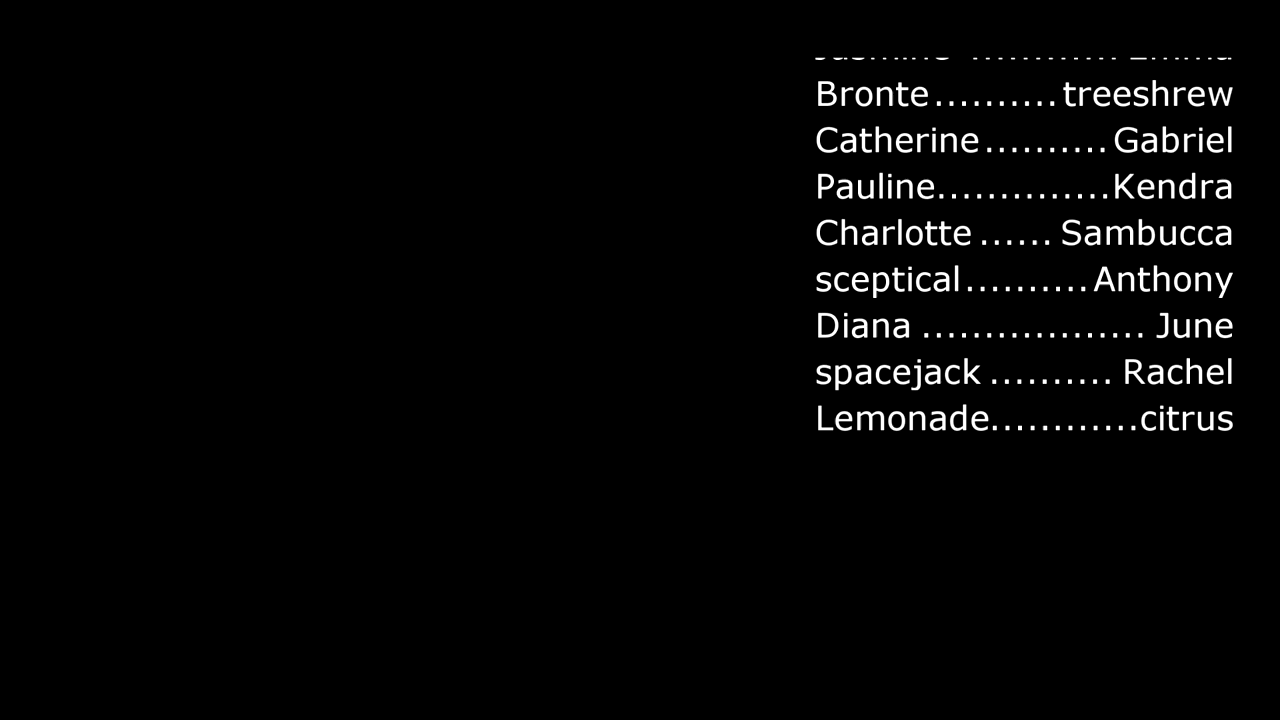 Bronte..........treeshrew
Catherine..........Gabriel
Pauline..............Kendra
Charlotte ...... Sambucca
sceptical..........Anthony
Diana .................. June
spacejack .......... Rachel
Lemonade............citrus